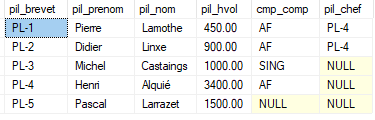 pil_brevet pil_prenom pil_nom pil_hvol cmp_comp pil_chef
PL-1 Pierre Lamothe 450.00 AF PL-4
PL-2 Didier Linxe 900.00 AF PL-4
PL-3 Michel Castaings 1000.00 SING NULL
PL-4 Henri Alquié 3400.00 AF NULL
PL-5 Pascal Larrazet 1500.00 NULL NULL